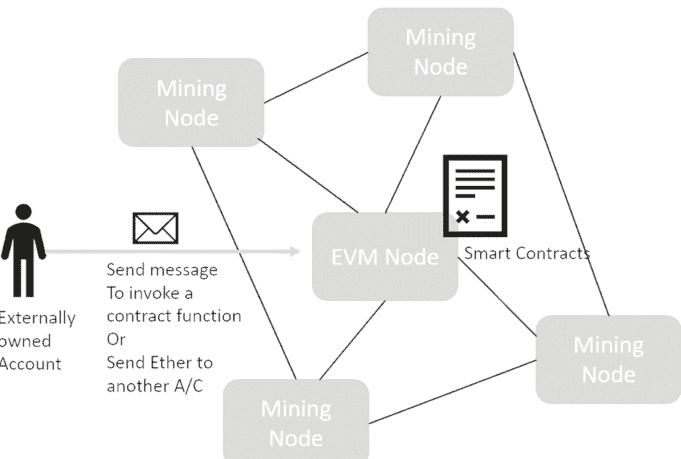 Mining
Node
Mining
Node
EVM Node
Smart Contracts
Send message
To invoke a
contract function
Or
Send Ether to
another A/C
Externally
owned
Account
Mining
Node
Mining
Node